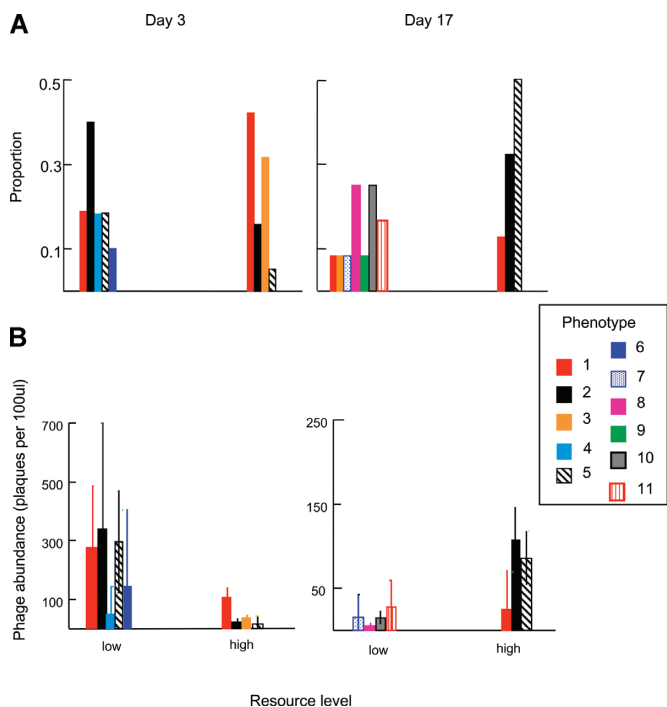 A
Day 3
Day 17
Proportion
0.5
0.3
0.1
B
Phage abundance (plaques per 100ul)
700
500
300
100
250
150
50
low
high
low
high
Resource level
Phenotype
1
2
3
4
5
6
7
8
9
10
11